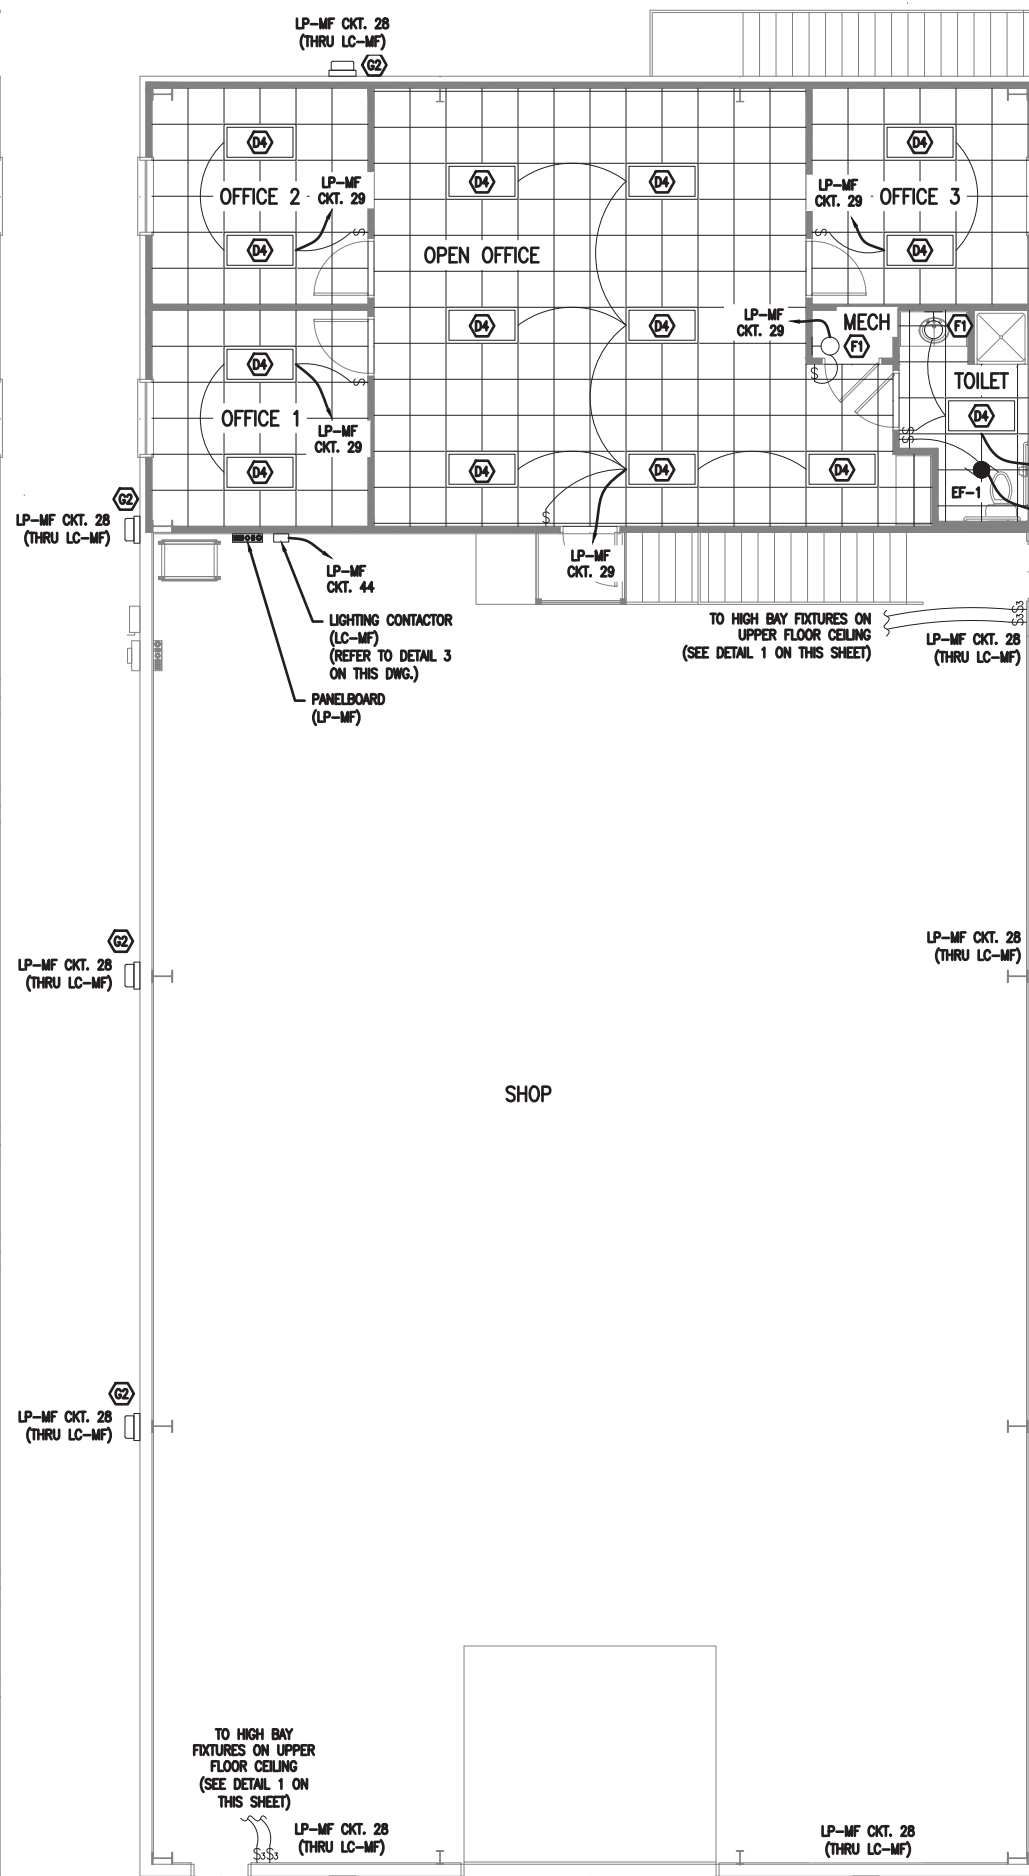 LP-MF CKT. 28
(THRU LC-MF)
G2
D4
D4
D4
D4
OFFICE 2
LP-MF
CKT. 29
LP-MF
CKT. 29
OFFICE 3
D4
D4
OPEN OFFICE
D4
D4
LP-MF
CKT. 29
MECH
F1
F1
D4
TOILET
OFFICE 1
D4
LP-MF
CKT. 29
D4
D4
D4
D4
EF-1
G2
LP-MF CKT. 28
(THRU LC-MF)
LP-MF
CKT. 29
LP-MF
CKT. 44
LIGHTING CONTACTOR
(LC-MF)
(REFER TO DETAIL 3
ON THIS DWG.)
PANELBOARD
(LP-MF)
TO HIGH BAY FIXTURES ON
UPPER FLOOR CEILING
(SEE DETAIL 1 ON THIS SHEET)
$3
$3
LP-MF CKT. 28
(THRU LC-MF)
G2
LP-MF CKT. 28
(THRU LC-MF)
LP-MF CKT. 28
(THRU LC-MF)
SHOP
G2
LP-MF CKT. 28
(THRU LC-MF)
TO HIGH BAY
FIXTURES ON UPPER
FLOOR CEILING
(SEE DETAIL 1 ON
THIS SHEET)
$3$3
LP-MF CKT. 28
(THRU LC-MF)
LP-MF CKT. 28
(THRU LC-MF)